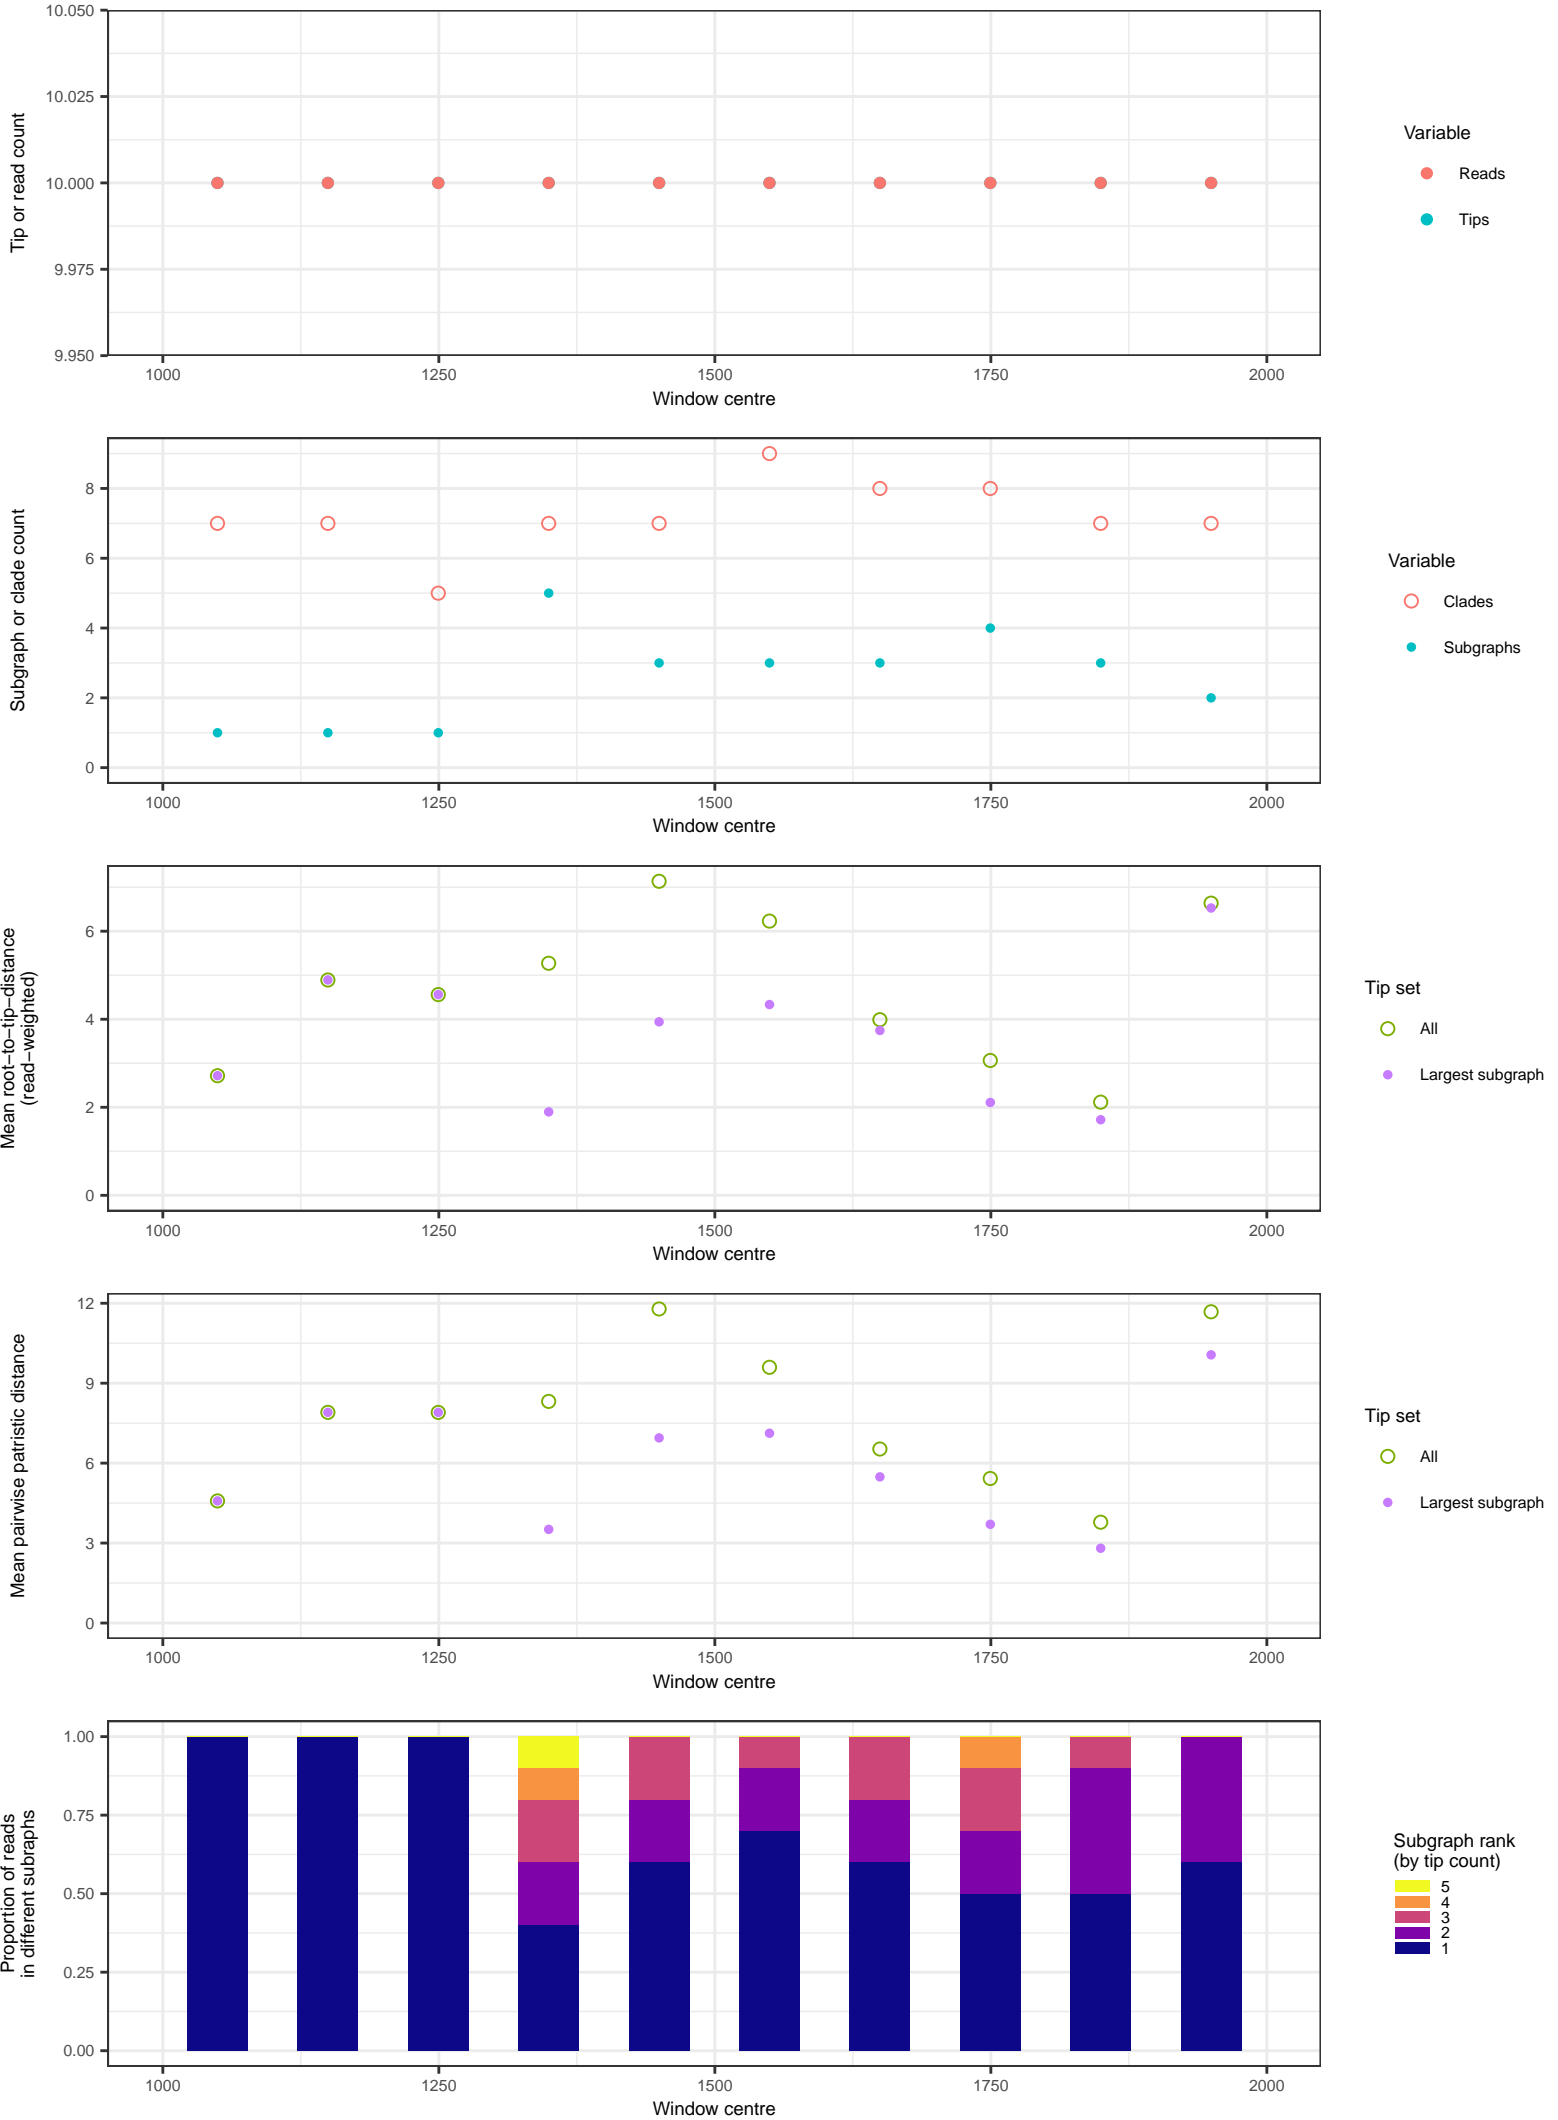 10.050
10.025
10.000
9.975
9.950
Tip or read count
1000 1250 1500 1750 2000
Window centre
Variable
Reads
Tips
8
6
4
2
0
Subgraph or clade count
1000 1250 1500 1750 2000
Window centre
Variable
Clades
Subgraphs
6
4
2
0
Mean root−to−tip−distance
(read−weighted)
1000 1250 1500 1750 2000
Window centre
Tip set
All
Largest subgraph
12
9
6
3
0
Mean pairwise patristic distance
1000 1250 1500 1750 2000
Window centre
Tip set
All
Largest subgraph
1.00
0.75
0.50
0.25
0.00
Proportion of reads
in different subraphs
1000 1250 1500 1750 2000
Window centre
Subgraph rank
(by tip count)
5
4
3
2
1